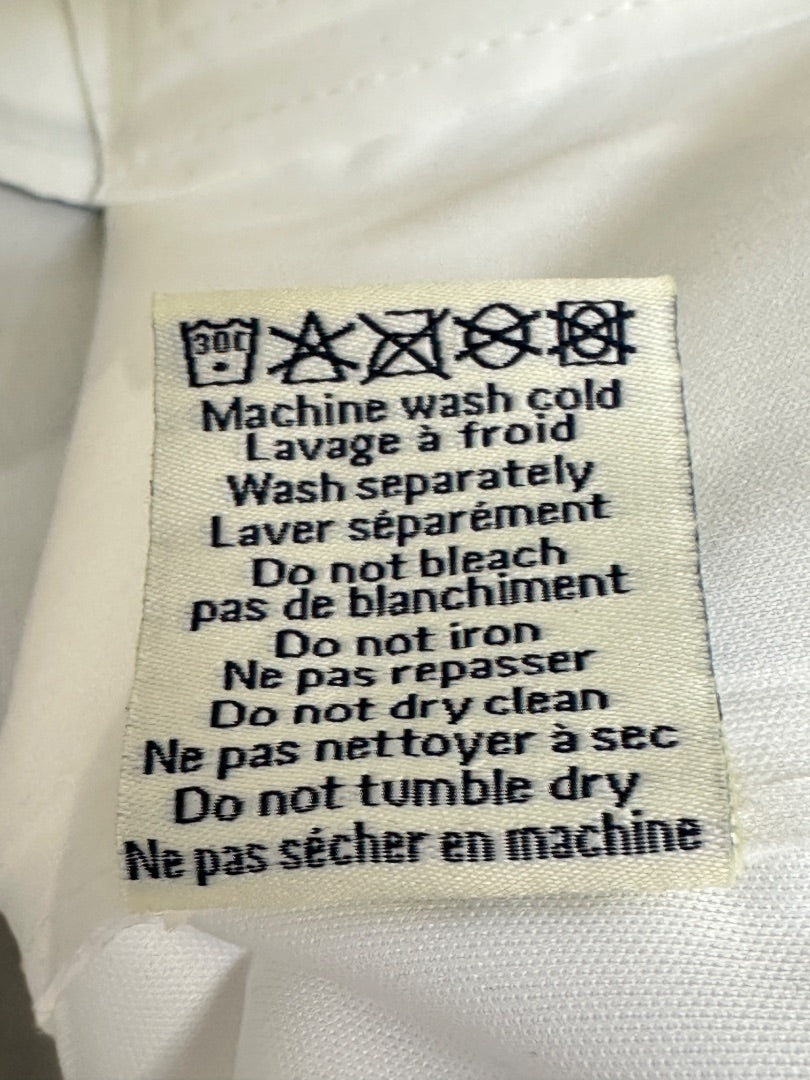 30C
Machine wash cold
Lavage à froid
Wash separately
Laver séparément
Do not bleach
pas de blanchiment
Do not iron
Ne pas repasser
Do not dry clean
Ne pas nettoyer à sec
Do not tumble dry
Ne pas sécher en machine